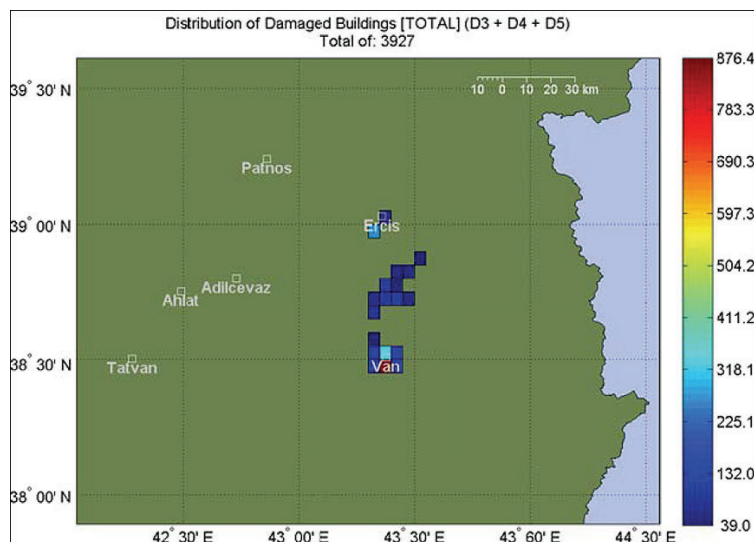 Distribution of Damaged Buildings [TOTAL] (D3 + D4 + D5)
Total of: 3927
39° 30' N
39° 00' N
38° 30' N
38° 00' N
10 0 10 20 30 km
Patnos
Ercis
Adilcevaz
Ahlat
Tatvan
Van
42° 30' E
43° 00' E
43° 30' E
43° 60' E
44° 30' E
876.4
783.3
690.3
597.3
504.2
411.2
318.1
225.1
132.0
39.0